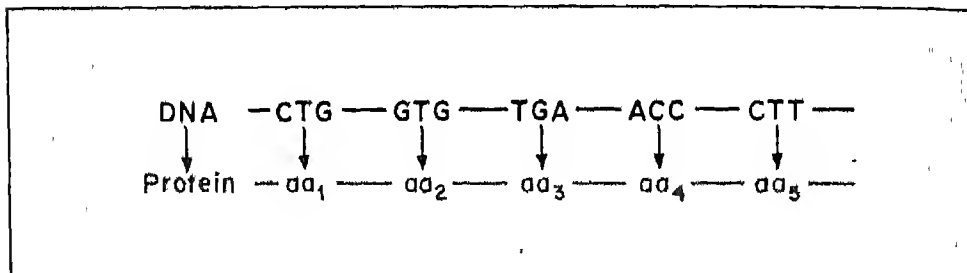 DNA — CTG — GTG — TGA — ACC — CTT —
Protein — aa₁ — aa₂ — aa₃ — aa₄ — aa₅ —